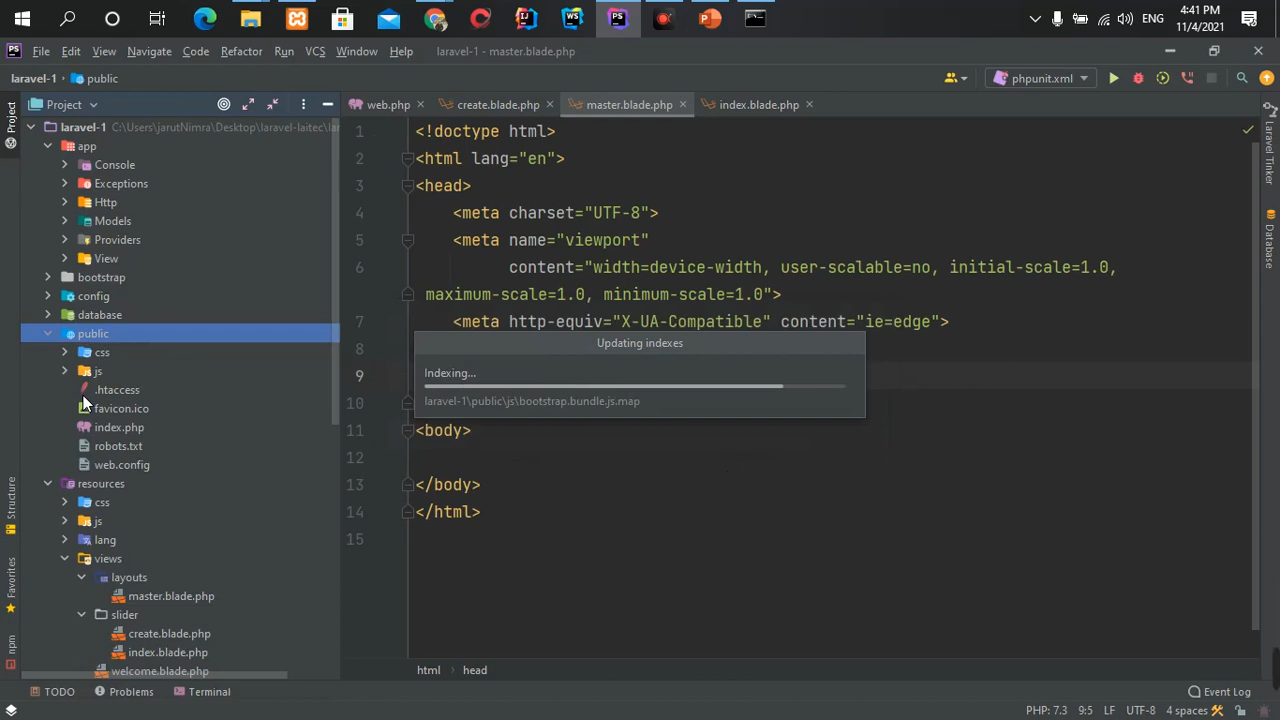 4:41 PM
ENG
11/4/2021
File Edit View Navigate Code Refactor Run VCS Window Help laravel-1 - master.blade.php
laravel-1 public phpunit.xml
Project web.php create.blade.php master.blade.php index.blade.php
laravel-1 C:\Users\jarutNimra\Desktop\laravel-laitec\lar
app
Console
Exceptions
Http
Models
Providers
View
bootstrap
config
database
public
css
js
.htaccess
favicon.ico
index.php
robots.txt
web.config
resources
css
js
lang
views
layouts
master.blade.php
slider
create.blade.php
index.blade.php
welcome.blade.php
1 <!doctype html>
2 <html lang="en">
3 <head>
4 <meta charset="UTF-8">
5 <meta name="viewport"
6 content="width=device-width, user-scalable=no, initial-scale=1.0,
maximum-scale=1.0, minimum-scale=1.0">
7 <meta http-equiv="X-UA-Compatible" content="ie=edge">
8
9
10
11 <body>
12
13 </body>
14 </html>
15
Updating indexes
Indexing...
laravel-1\public\js\bootstrap.bundle.js.map
html head
Project
Structure
Favorites
npm
Laravel Tinker
Database
TODO Problems Terminal Event Log
PHP: 7.3 9:5 LF UTF-8 4 spaces